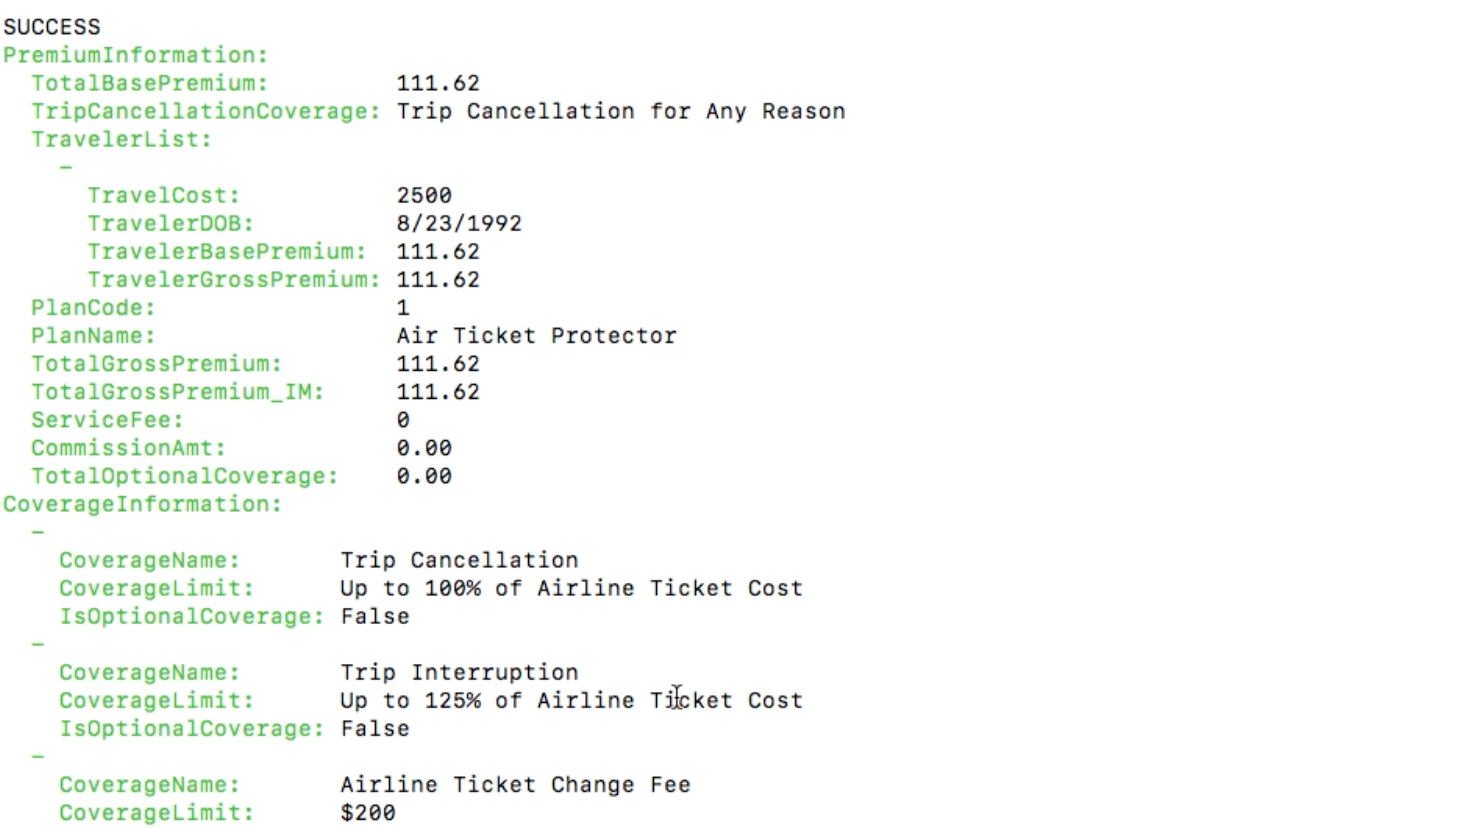 SUCCESS
PremiumInformation:
TotalBasePremium: 111.62
TripCancellationCoverage: Trip Cancellation for Any Reason
TravelerList:
–
TravelCost: 2500
TravelerDOB: 8/23/1992
TravelerBasePremium: 111.62
TravelerGrossPremium: 111.62
PlanCode: 1
PlanName: Air Ticket Protector
TotalGrossPremium: 111.62
TotalGrossPremium_IM: 111.62
ServiceFee: 0
CommissionAmt: 0.00
TotalOptionalCoverage: 0.00
CoverageInformation:
–
CoverageName: Trip Cancellation
CoverageLimit: Up to 100% of Airline Ticket Cost
IsOptionalCoverage: False
–
CoverageName: Trip Interruption
CoverageLimit: Up to 125% of Airline Ticket Cost
IsOptionalCoverage: False
–
CoverageName: Airline Ticket Change Fee
CoverageLimit: $200